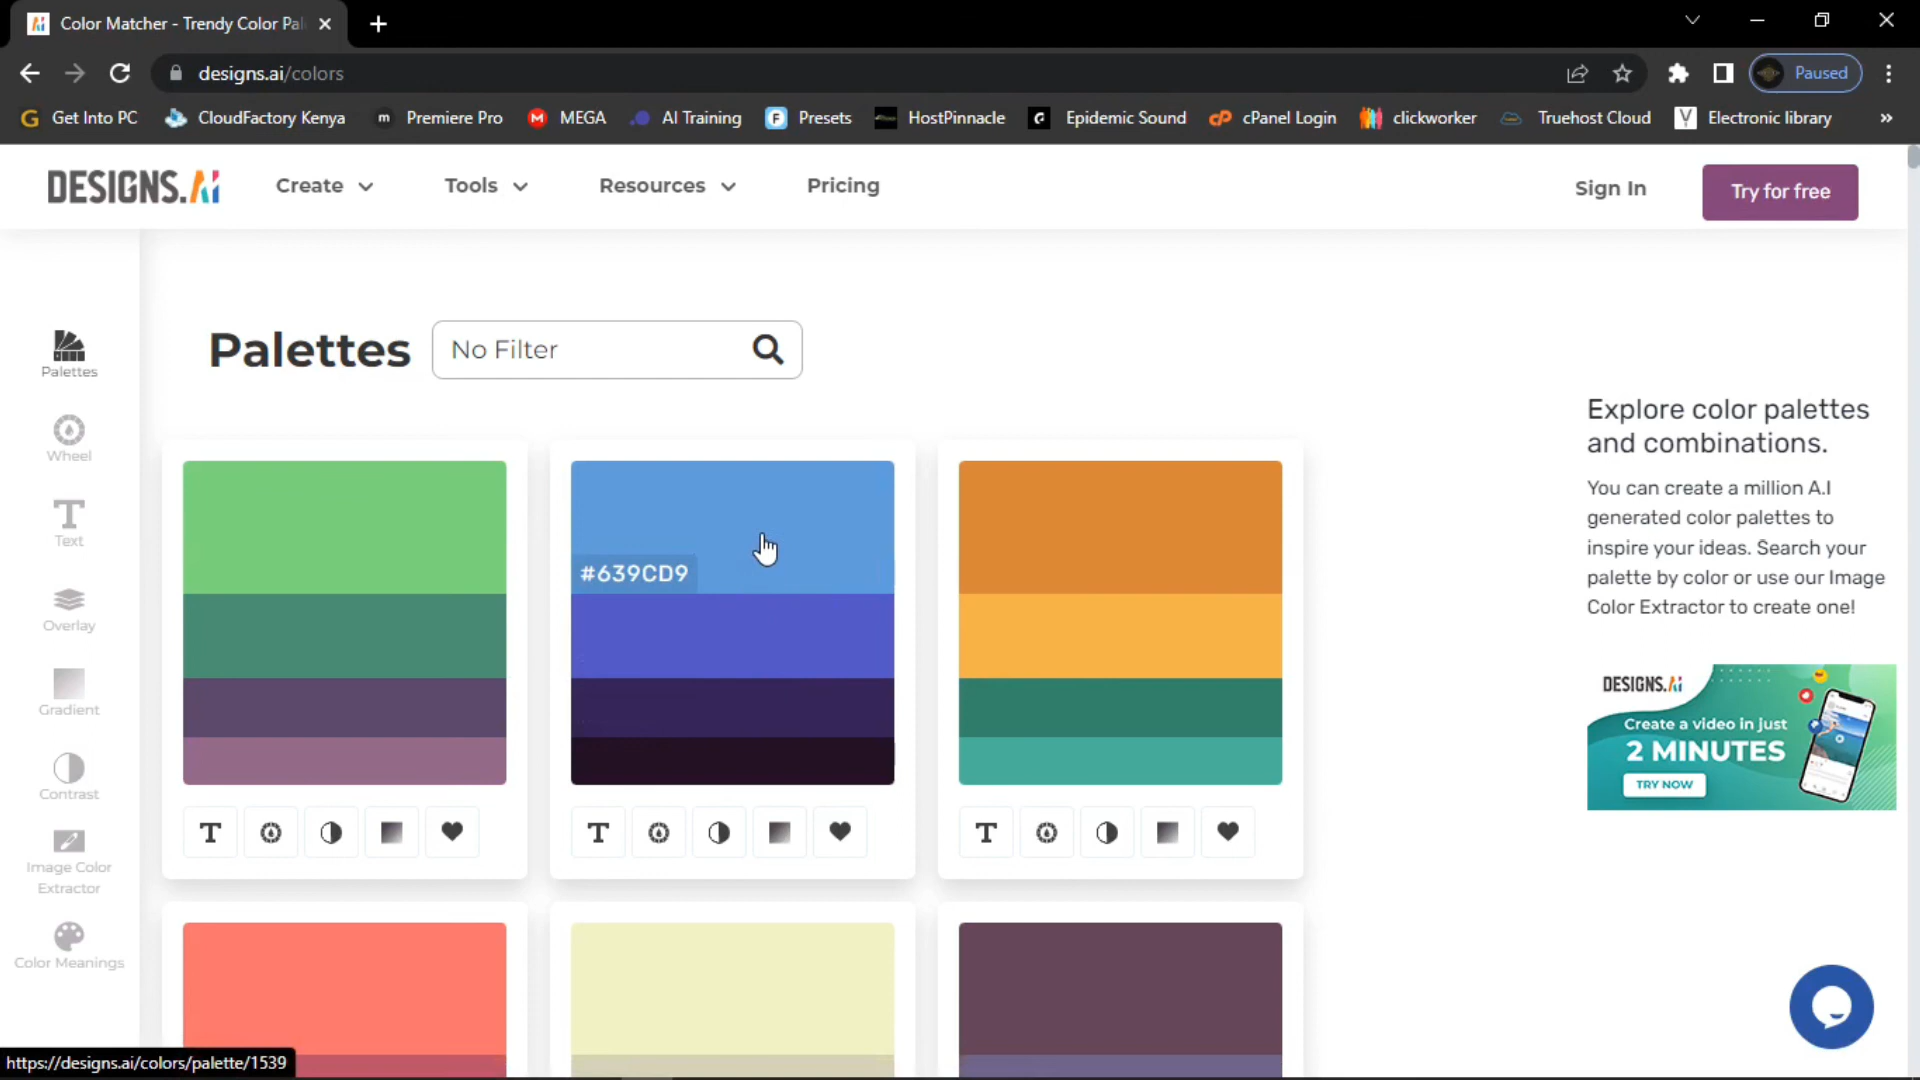 Color Matcher - Trendy Color Pal
designs.ai/colors
Paused
Get Into PC
CloudFactory Kenya
Premiere Pro
MEGA
AI Training
Presets
HostPinnacle
Epidemic Sound
cPanel Login
clickworker
Truehost Cloud
Electronic library
DESIGNS.AI
Create
Tools
Resources
Pricing
Sign In
Try for free
Palettes
Wheel
Text
Overlay
Gradient
Contrast
Image Color
Extractor
Color Meanings
Palettes
No Filter
#639CD9
Explore color palettes
and combinations.
You can create a million A.I
generated color palettes to
inspire your ideas. Search your
palette by color or use our Image
Color Extractor to create one!
DESIGNS.AI
Create a video in just
2 MINUTES
TRY NOW
https://designs.ai/colors/palette/1539